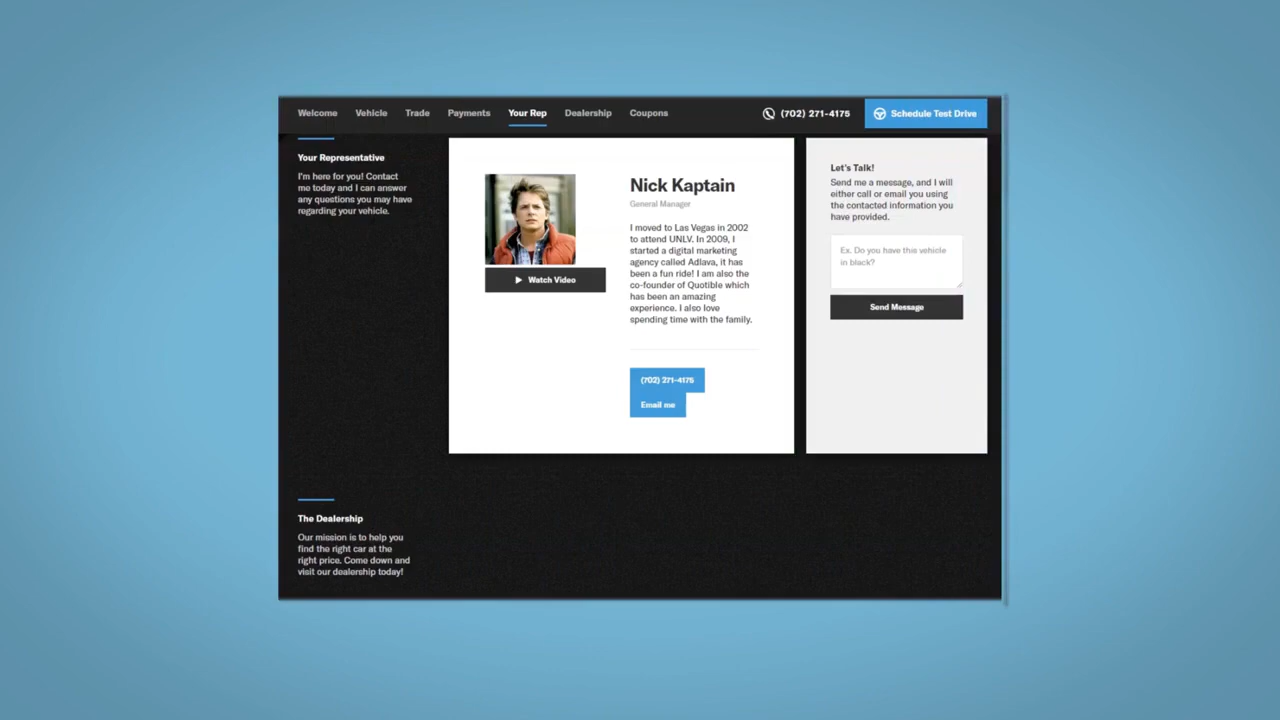 Welcome Vehicle Trade Payments Your Rep Dealership Coupons (702) 271-4175 Schedule Test Drive
Your Representative
I'm here for you! Contact
me today and I can answer
any questions you may have
regarding your vehicle.
Watch Video
Nick Kaptain
General Manager
I moved to Las Vegas in 2002
to attend UNLV. In 2009, I
started a digital marketing
agency called Adlava, it has
been a fun ride! I am also the
co-founder of Quotible which
has been an amazing
experience. I also love
spending time with the family.
(702) 271-4175
Email me
Let's Talk!
Send me a message, and I will
either call or email you using
the contacted information you
have provided.
Ex. Do you have this vehicle
in black?
Send Message
The Dealership
Our mission is to help you
find the right car at the
right price. Come down and
visit our dealership today!